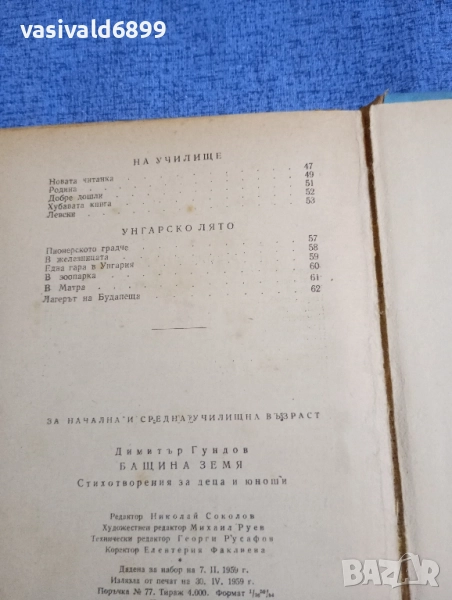 vasivald6899
НА УЧИЛИЩЕ
Новата читанка 47
Родина 49
Добре дошли 51
Хубавата книга 52
Левски 53
УНГАРСКО ЛЯТО
Пионерското градче 57
В железницата 58
Една гара в Унгария 59
В зоопарка 60
В Матра 61
Лагерът на Будапеща 62
ЗА НАЧАЛНА И СРЕДНА УЧИЛИЩНА ВЪЗРАСТ
Димитър Гундов
БАЩИНА ЗЕМЯ
Стихотворения за деца и юноши
Редактор Николай Соколов
Художествен редактор Михаил Руев
Технически редактор Георги Русафов
Коректор Елевтерия Факлиева
Дадена за набор на 7. II. 1959 г.
Излязла от печат на 30. IV. 1959 г.
Поръчка № 77. Тираж 4.000. Формат
bazar